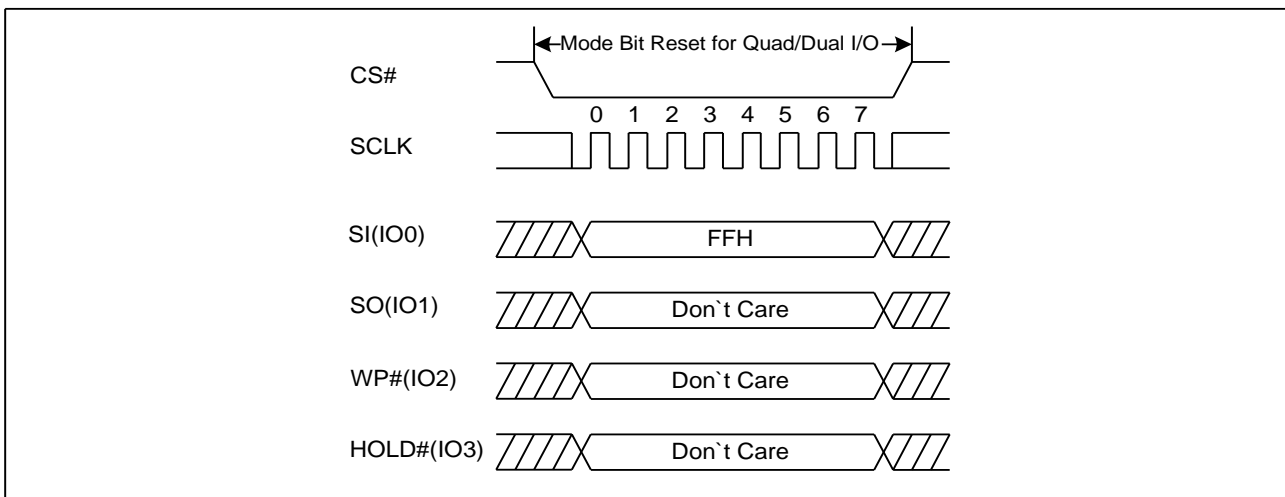 Mode Bit Reset for Quad/Dual I/O
CS#
0 1 2 3 4 5 6 7
SCLK
SI(IO0)
FFH
SO(IO1)
Don`t Care
WP#(IO2)
Don`t Care
HOLD#(IO3)
Don`t Care